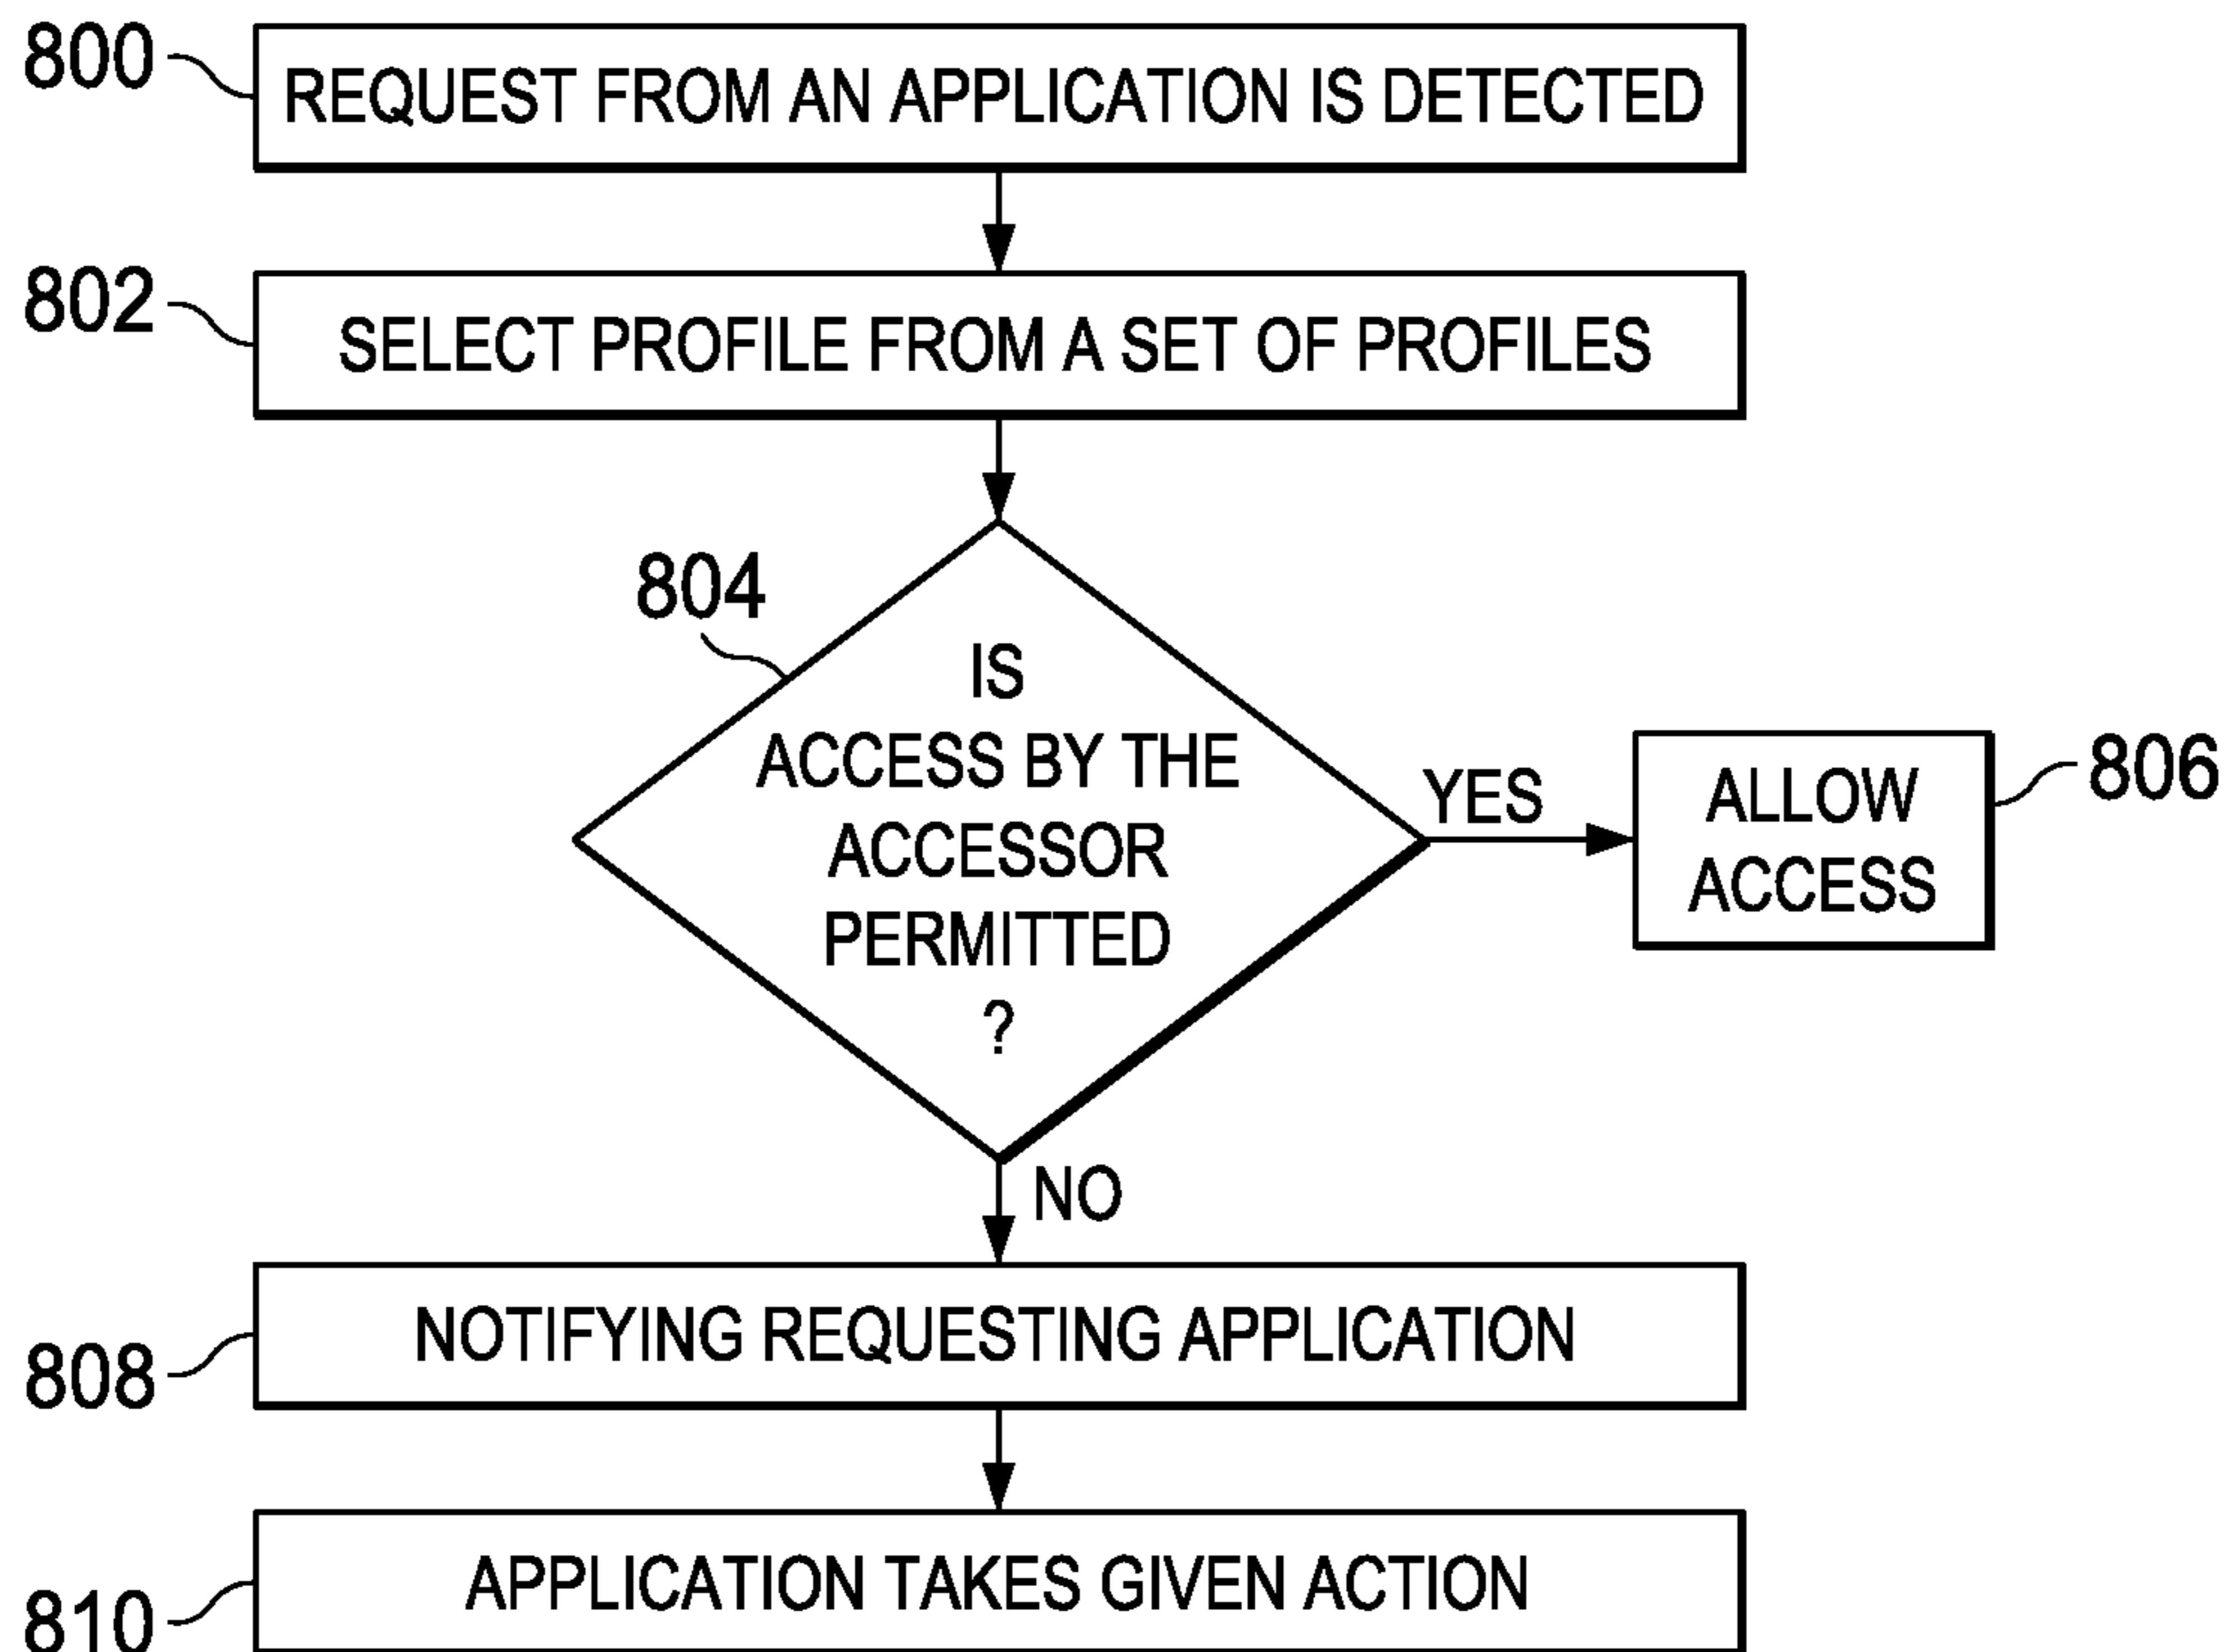 800
REQUEST FROM AN APPLICATION IS DETECTED
802
SELECT PROFILE FROM A SET OF PROFILES
804
IS
ACCESS BY THE
ACCESSOR
PERMITTED
?
YES
ALLOW
ACCESS
806
NO
808
NOTIFYING REQUESTING APPLICATION
810
APPLICATION TAKES GIVEN ACTION